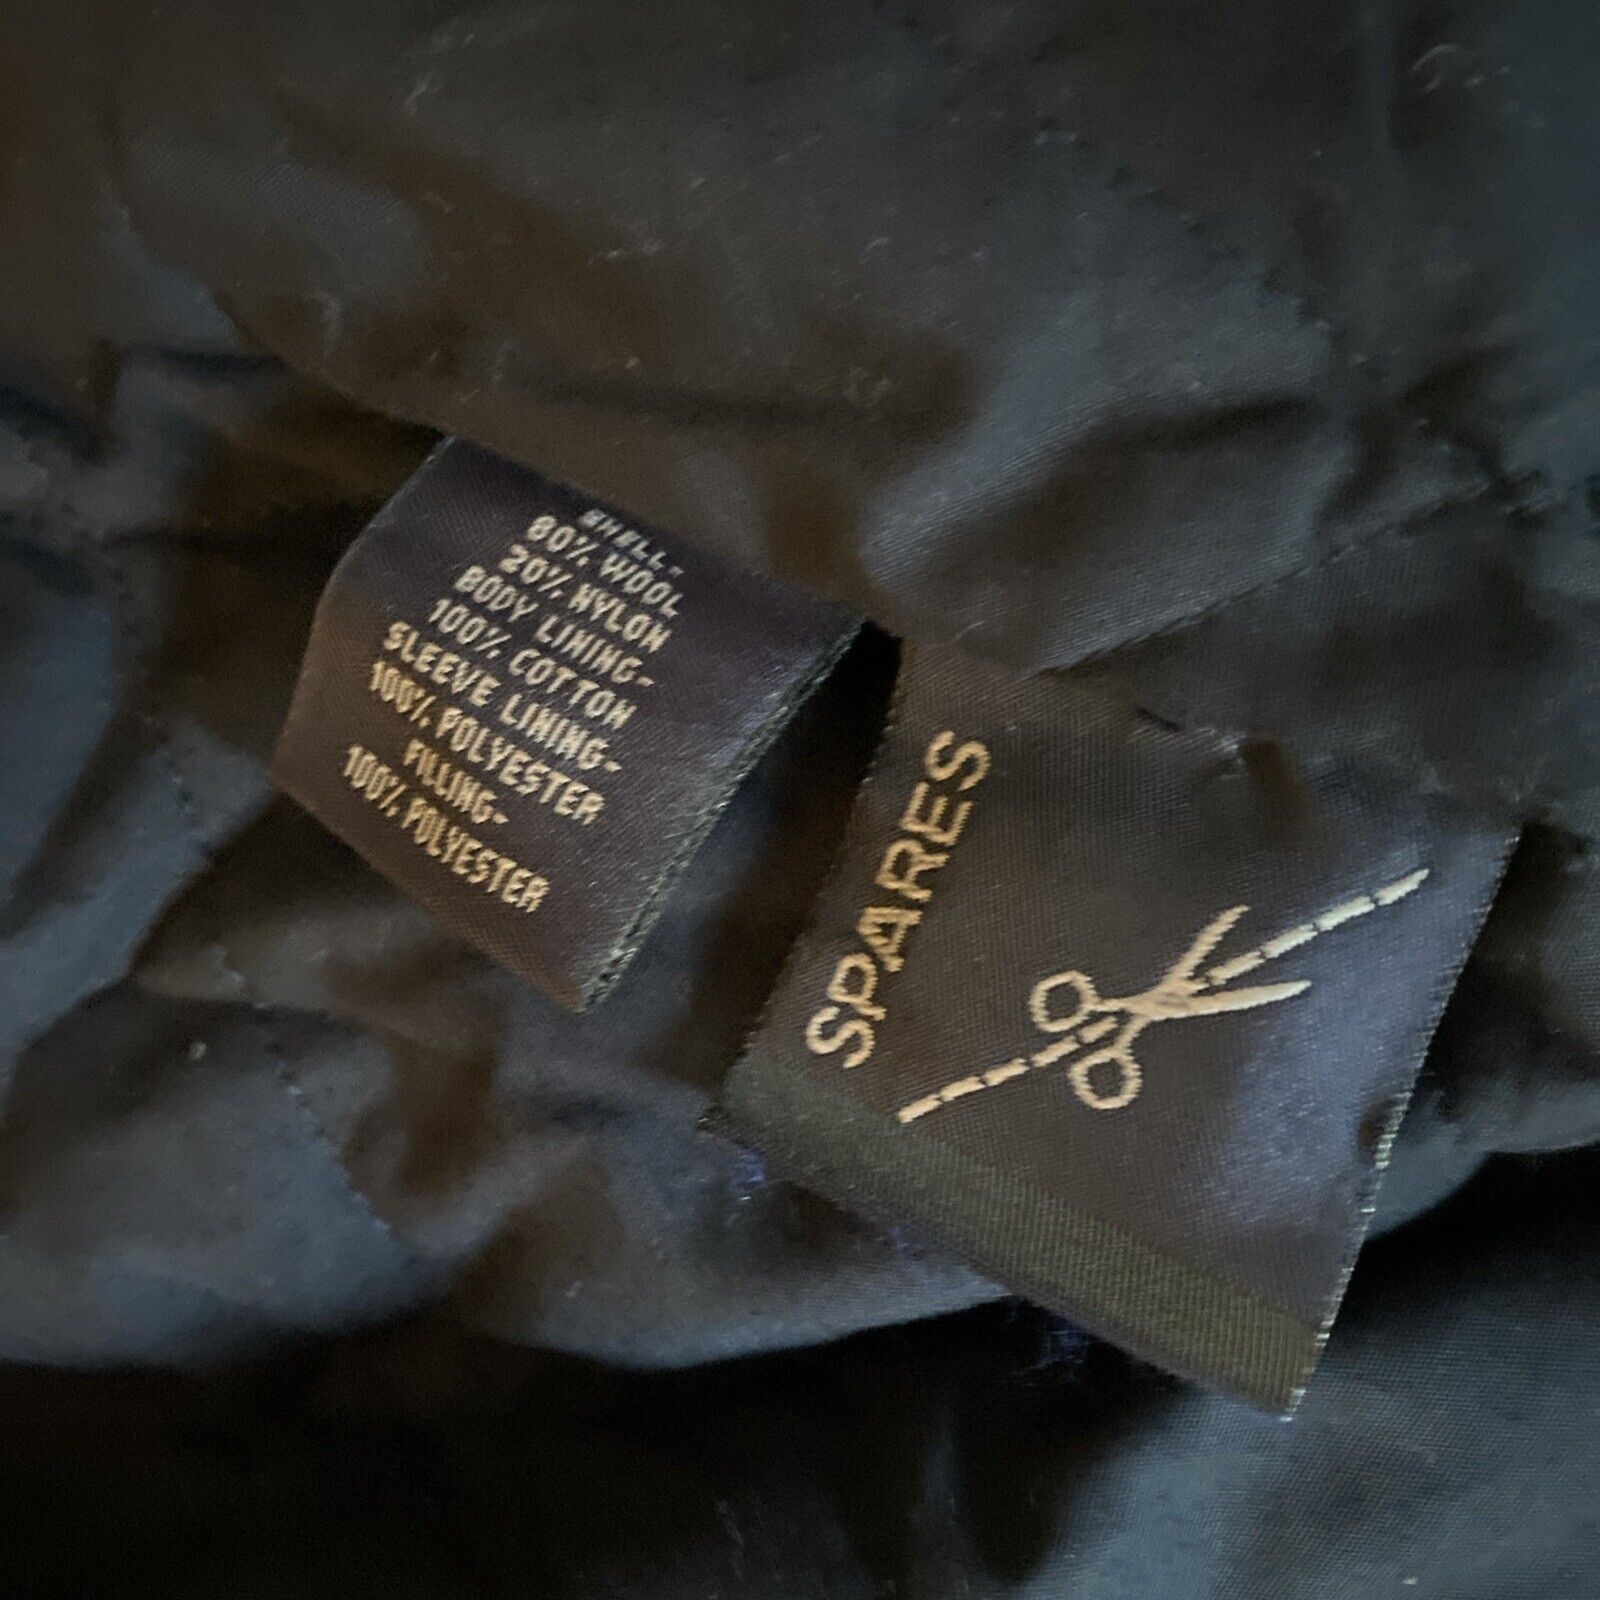 SHELL-
80% WOOL
20% NYLON
BODY LINING-
100% COTTON
SLEEVE LINING-
100% POLYESTER
FILLING-
100% POLYESTER
SPARES